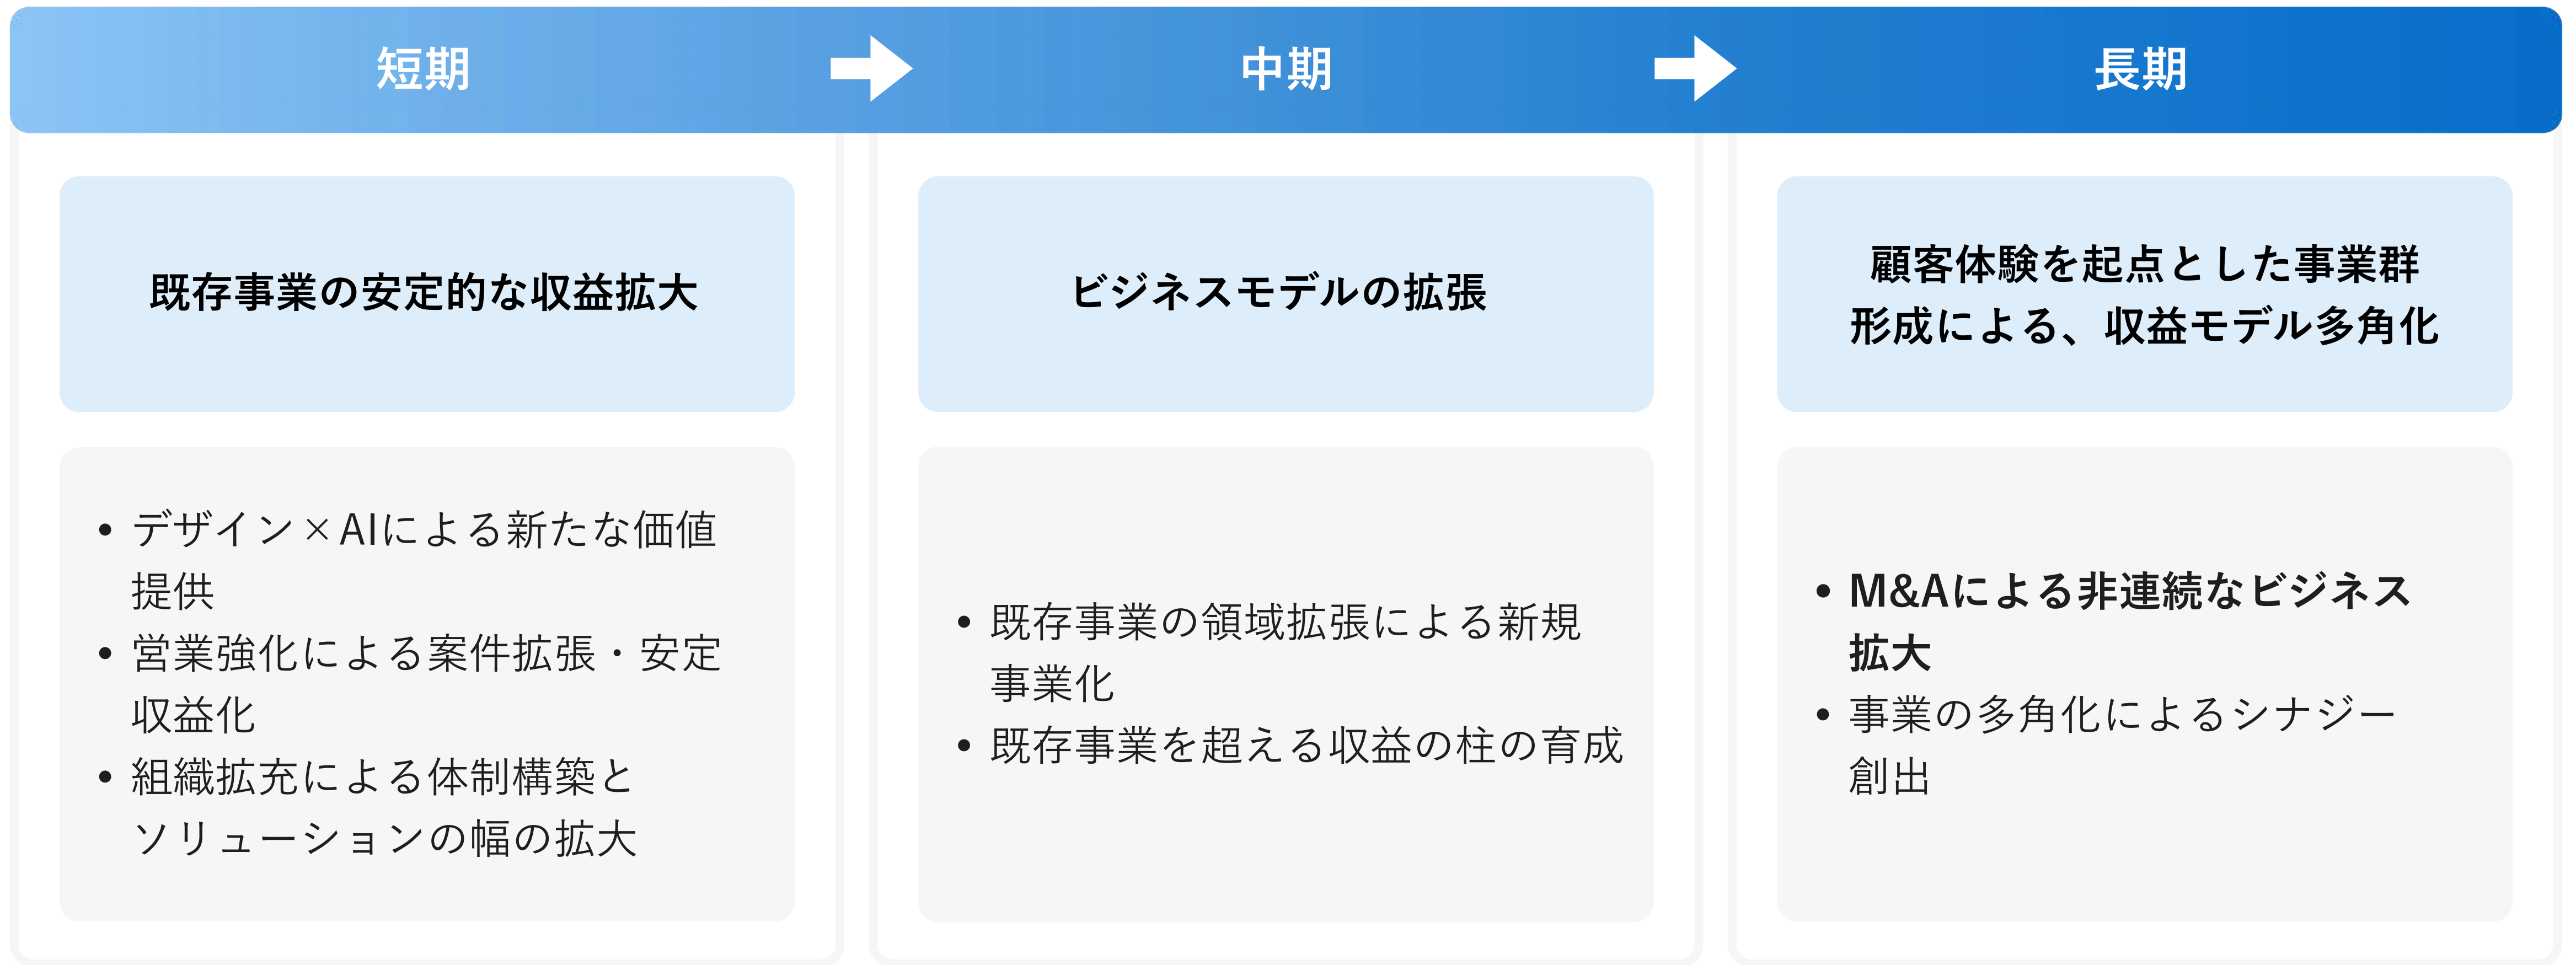 短期
中期
長期
既存事業の安定的な収益拡大
• デザイン×AIによる新たな価値
提供
• 営業強化による案件拡張・安定
収益化
• 組織拡充による体制構築と
ソリューションの幅の拡大
ビジネスモデルの拡張
• 既存事業の領域拡張による新規
事業化
• 既存事業を超える収益の柱の育成
顧客体験を起点とした事業群
形成による、収益モデル多角化
• M&Aによる非連続なビジネス
拡大
• 事業の多角化によるシナジー
創出